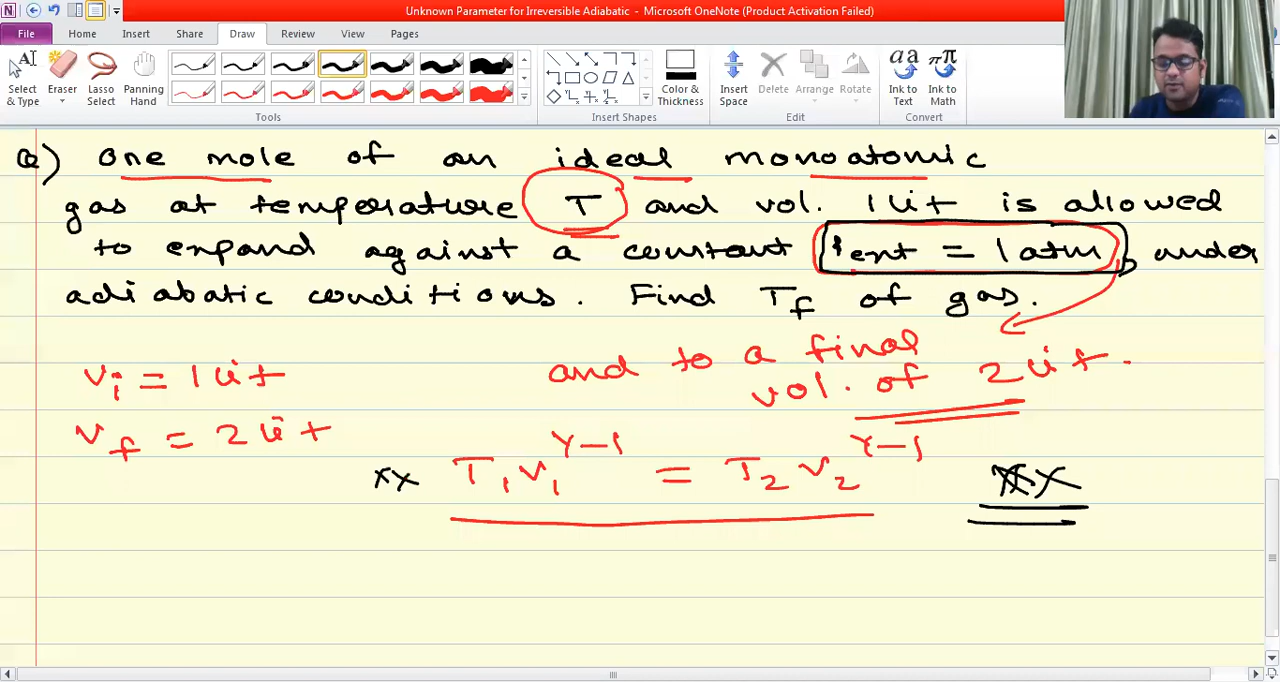 Unknown Parameter for Irreversible Adiabatic - Microsoft OneNote (Product Activation Failed)
File Home Insert Share Draw Review View Pages
Select & Type Eraser Lasso Select Panning Hand Color & Thickness Insert Space Delete Arrange Rotate Ink to Text Ink to Math
Tools Insert Shapes Edit Convert
Q) One mole of an ideal monoatomic
gas at temperature T and vol. 1 lit is allowed
to expand against a constant Pext = 1 atm, under
adiabatic conditions. Find Tf of gas.
and to a final
vol. of 2 lit.
Vi = 1 lit
Vf = 2 lit
xx T₁V₁^γ-1 = T₂V₂^γ-1 xx